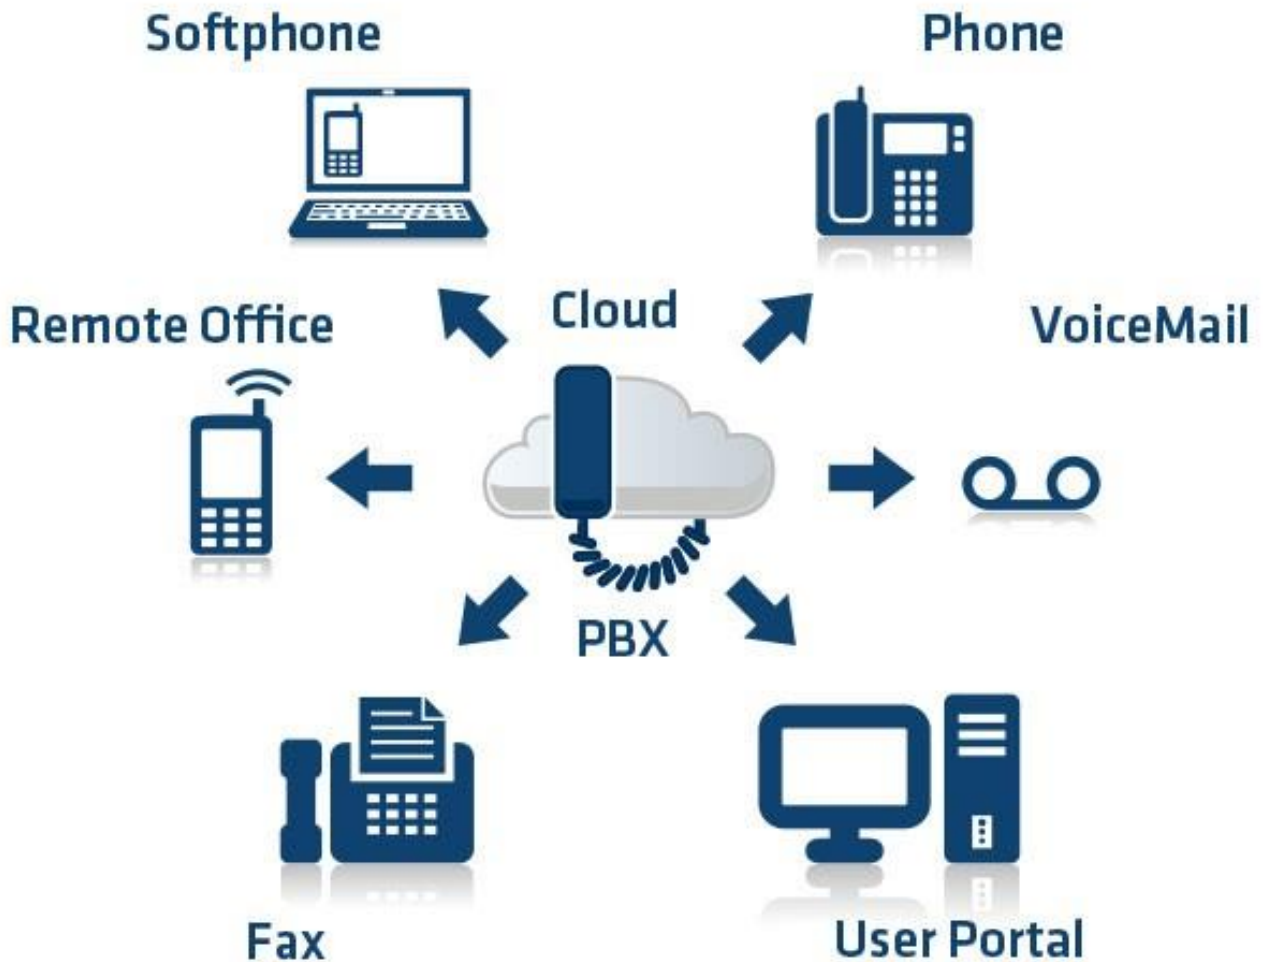 Softphone
Phone
Cloud
Remote Office
VoiceMail
PBX
Fax
User Portal